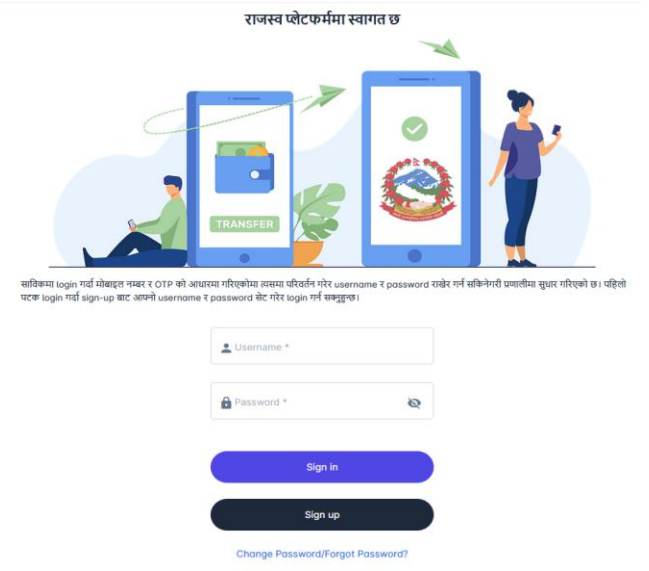 राजस्व प्लेटफर्ममा स्वागत छ
TRANSFER
साविकमा login गर्दा मोबाइल नम्बर र OTP को आधारमा गरिएकोमा त्यसमा परिवर्तन गरेर username र password राखेर गर्न सकिनेगरी प्रणालीमा सुधार गरिएको छ। पहिलो
पटक login गर्दा sign-up बाट आफ्नो username र password सेट गरेर login गर्न सक्नुहुन्छ।
Username *
Password *
Sign in
Sign up
Change Password/Forgot Password?